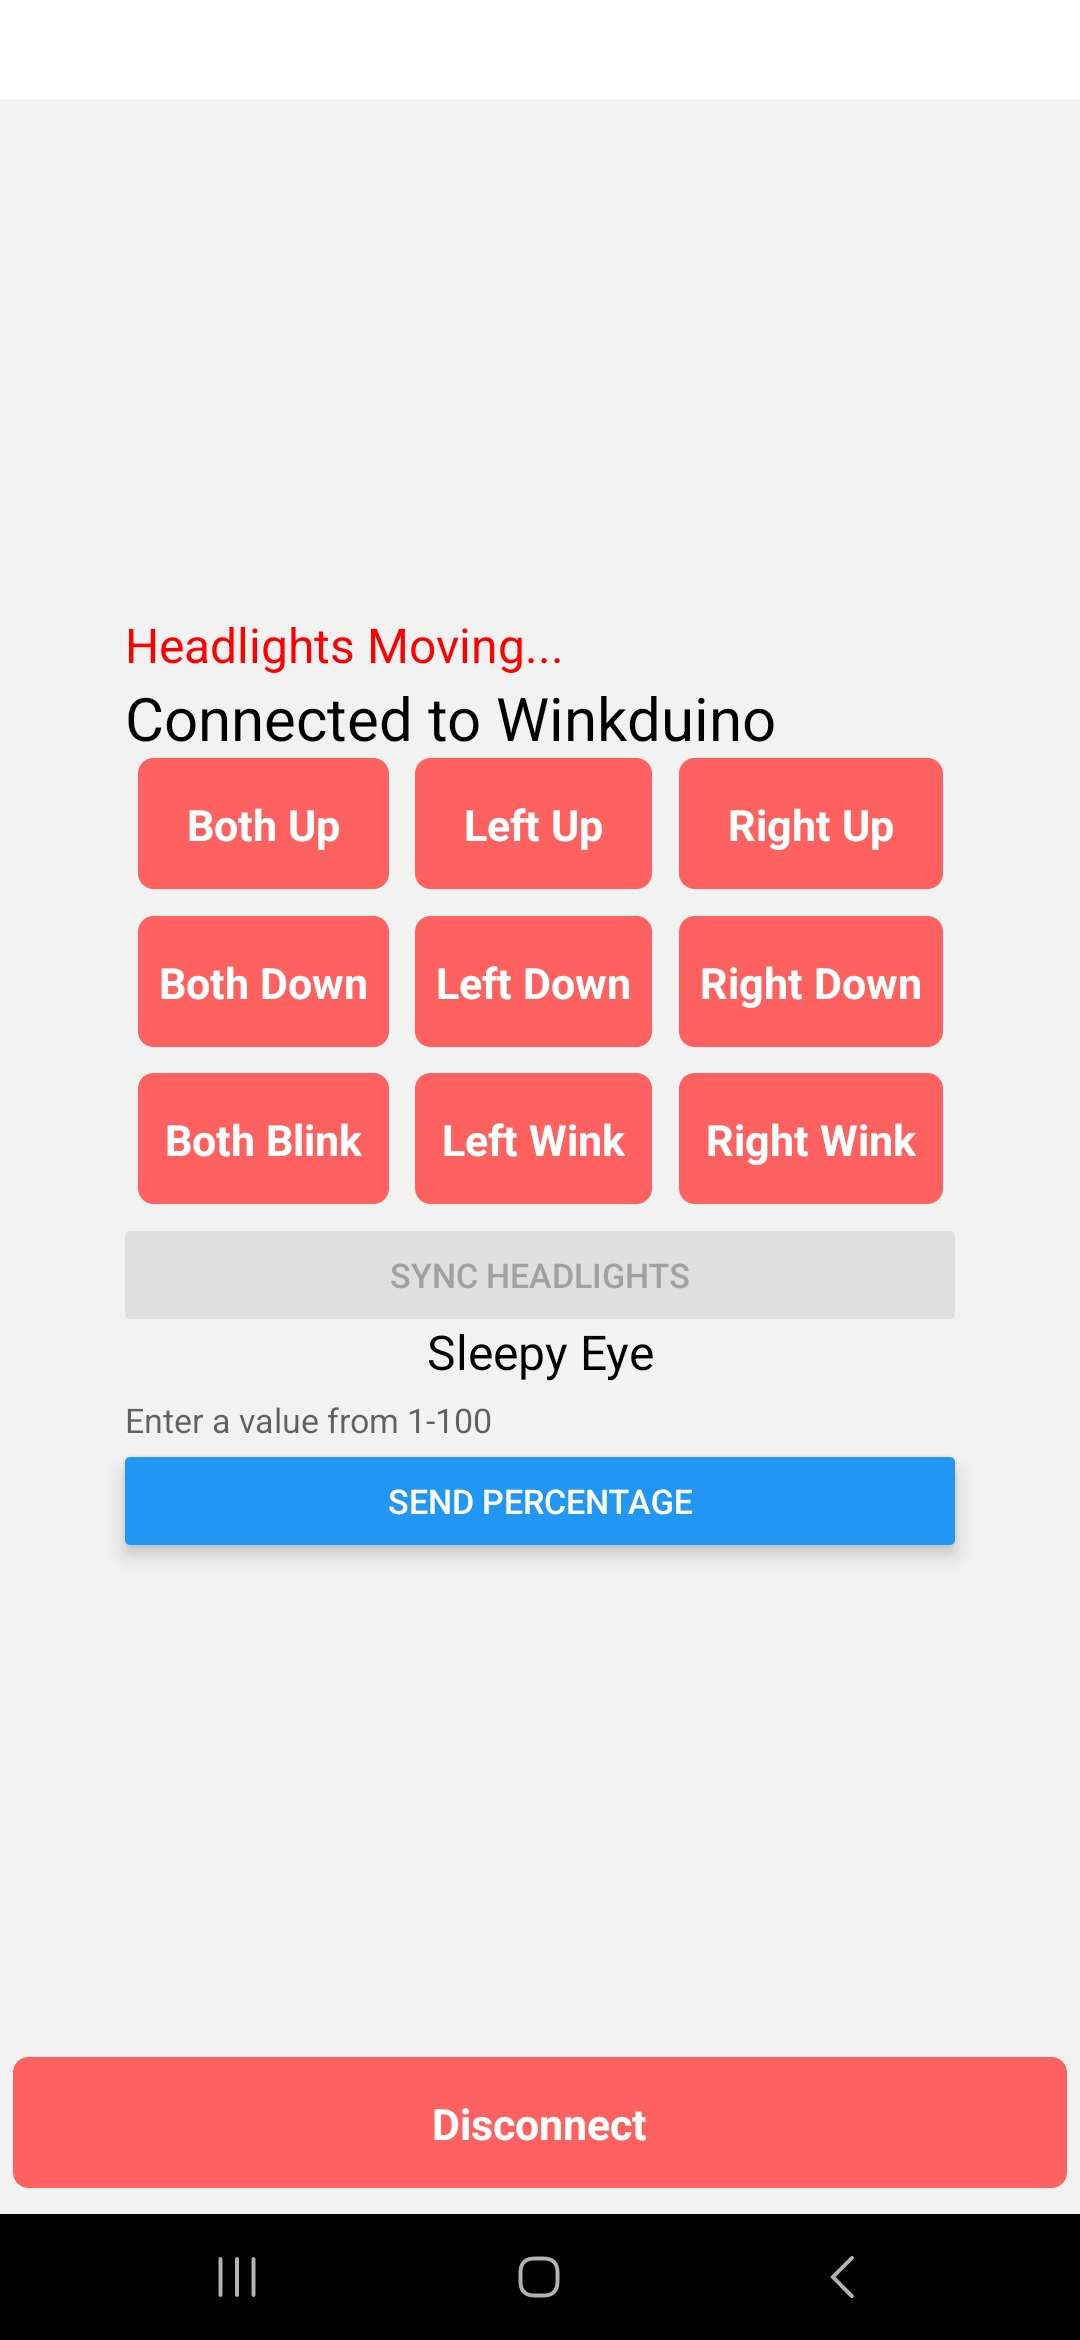 Headlights Moving...
Connected to Winkduino
Both Up Left Up Right Up
Both Down Left Down Right Down
Both Blink Left Wink Right Wink
SYNC HEADLIGHTS
Sleepy Eye
Enter a value from 1-100
SEND PERCENTAGE
Disconnect